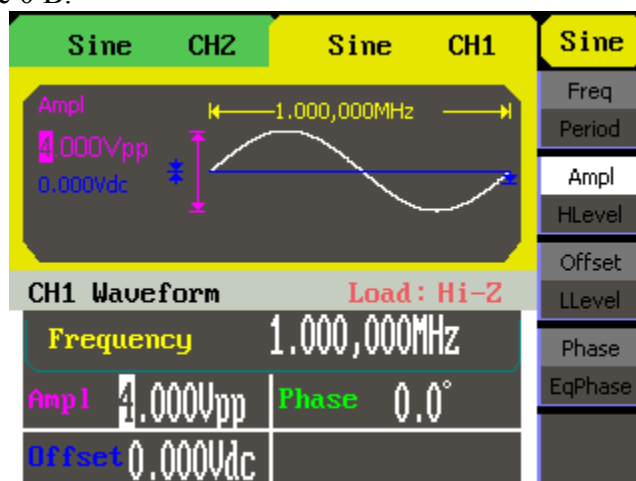 Sine CH2 Sine CH1 Sine
Freq
Period
Ampl
HLevel
Offset
LLevel
Phase
EqPhase
Ampl
1.000,000MHz
4.000Vpp
0.000Vdc
CH1 Waveform Load: Hi-Z
Frequency 1.000,000MHz
Ampl 4.000Vpp Phase 0.0°
Offset 0.000Vdc